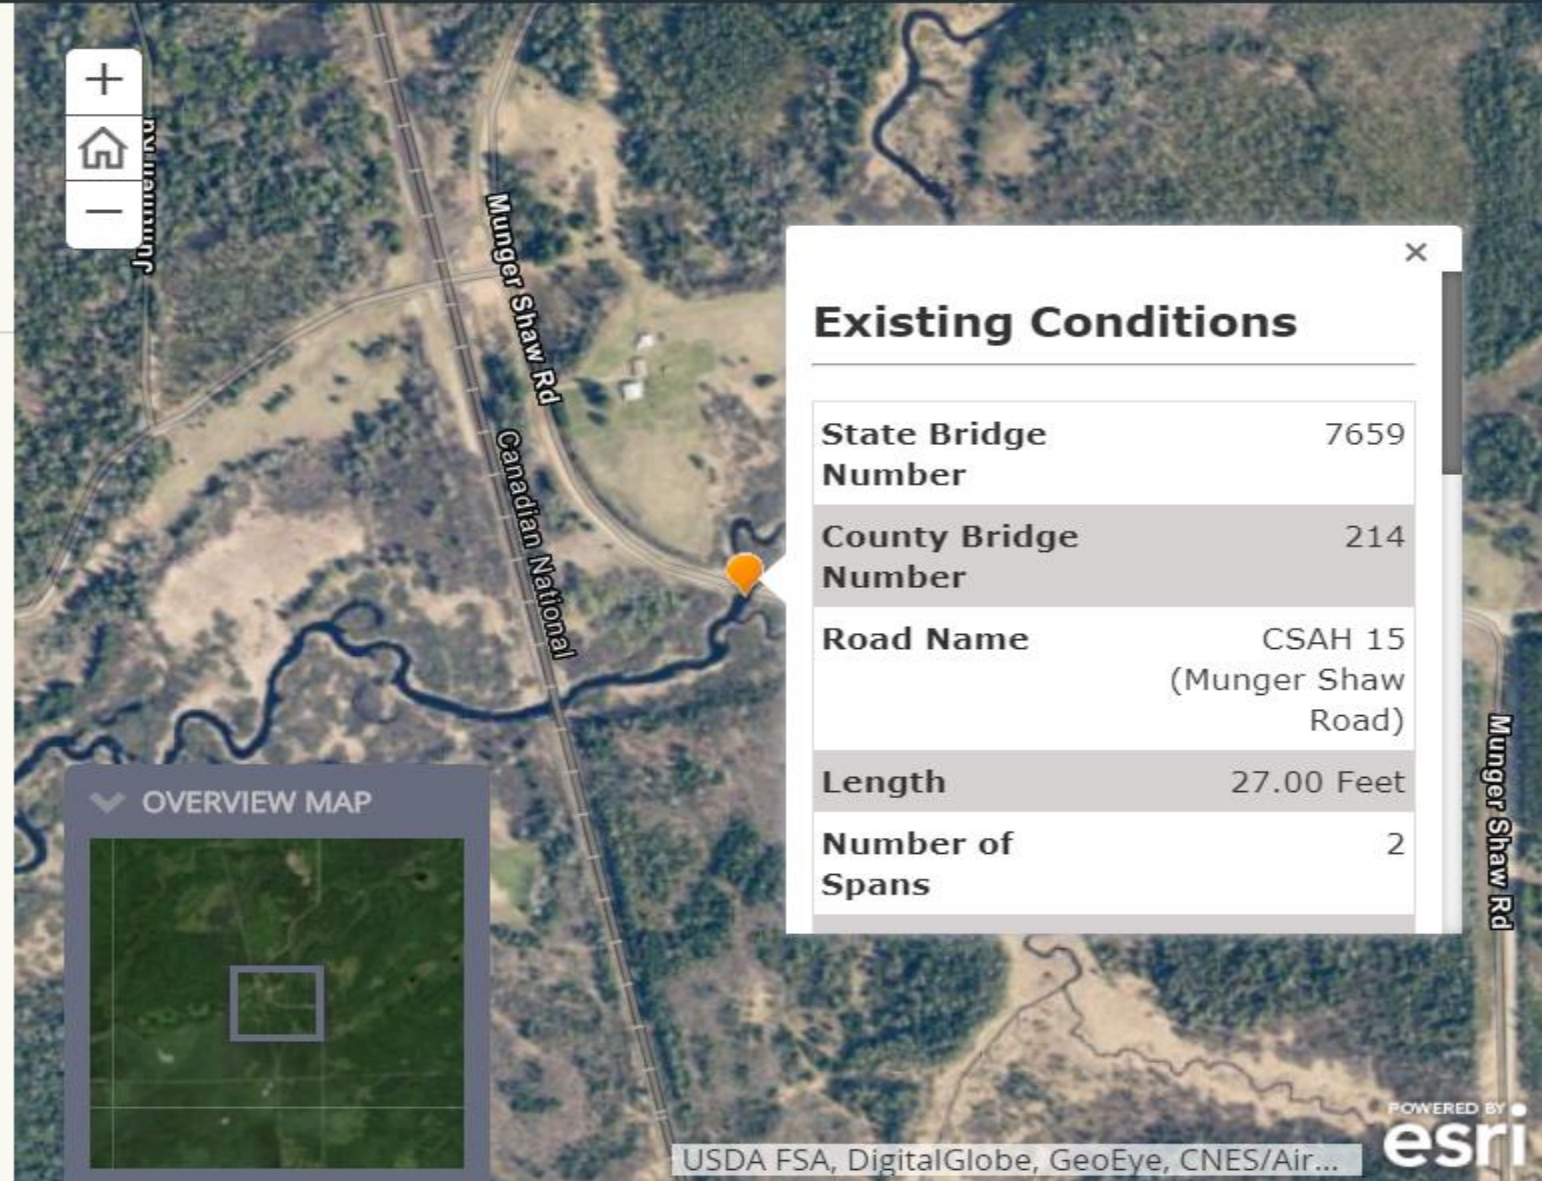 +
−
Munger Shaw Rd
Canadian National
×
Existing Conditions
State Bridge 7659
Number
County Bridge 214
Number
Road Name CSAH 15
(Munger Shaw
Road)
Length 27.00 Feet
Number of 2
Spans
Munger Shaw Rd
OVERVIEW MAP
POWERED BY
esri
USDA FSA, DigitalGlobe, GeoEye, CNES/Air...